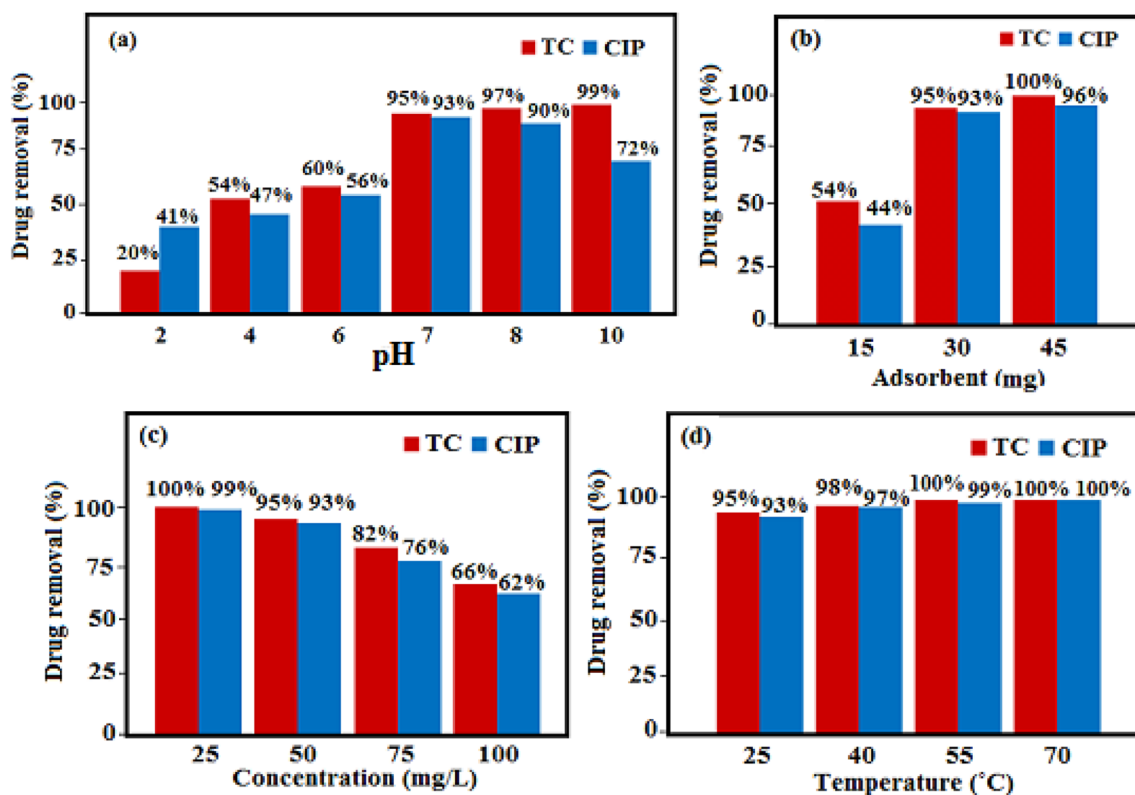 (a)
TC CIP
Drug removal (%)
100
75
50
25
0
20% 41% 54% 47% 60% 56% 95% 93% 97% 90% 99% 72%
2 4 6 7 8 10
pH
(b)
TC CIP
Drug removal (%)
100
75
50
25
0
54% 44% 95% 93% 100% 96%
15 30 45
Adsorbent (mg)
(c)
TC CIP
Drug removal (%)
100
75
50
25
0
100% 99% 95% 93% 82% 76% 66% 62%
25 50 75 100
Concentration (mg/L)
(d)
TC CIP
Drug removal (%)
100
75
50
25
0
95% 93% 98% 97% 100% 99% 100% 100%
25 40 55 70
Temperature (˚C)